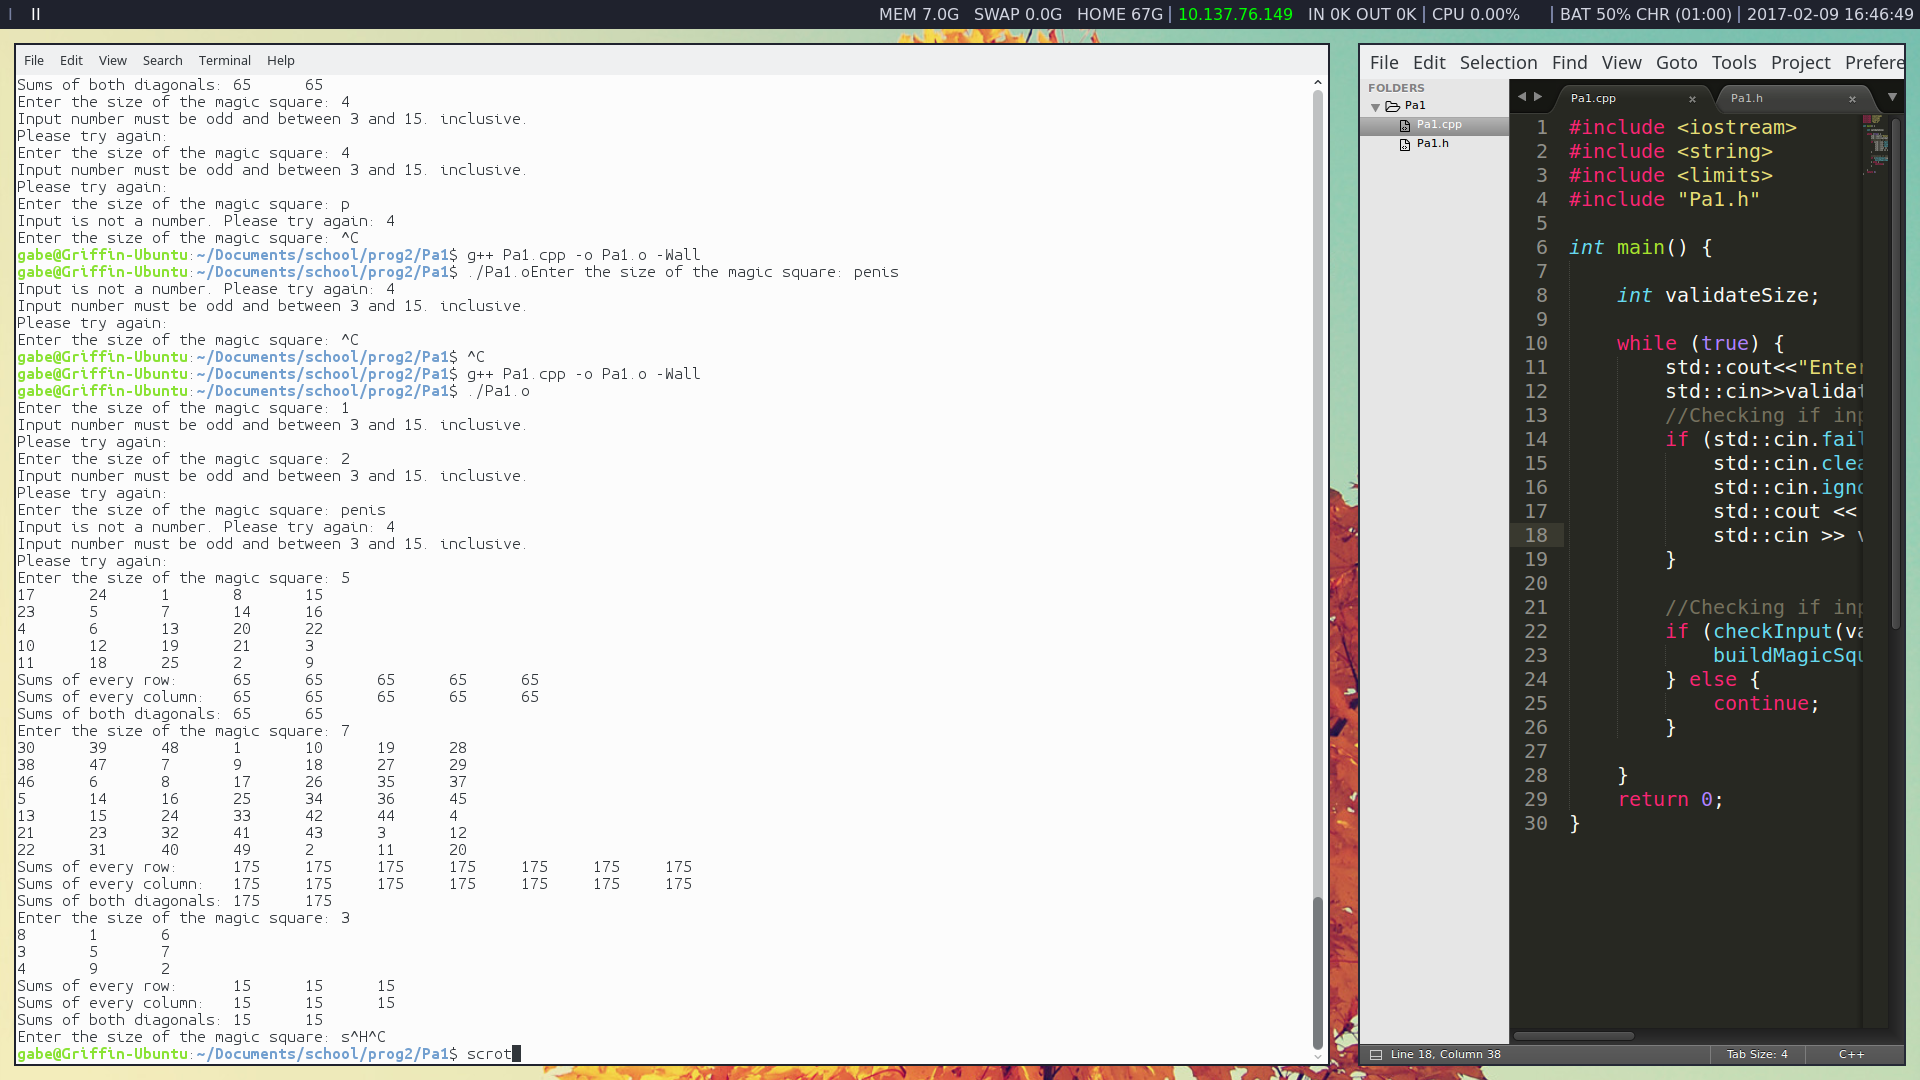 I II MEM 7.0G SWAP 0.0G HOME 67G | 10.137.76.149 IN 0K OUT 0K | CPU 0.00% | BAT 50% CHR (01:00) | 2017-02-09 16:46:49
File Edit View Search Terminal Help
Sums of both diagonals: 65 65
Enter the size of the magic square: 4
Input number must be odd and between 3 and 15. inclusive.
Please try again:
Enter the size of the magic square: 4
Input number must be odd and between 3 and 15. inclusive.
Please try again:
Enter the size of the magic square: p
Input is not a number. Please try again: 4
Enter the size of the magic square: ^C
gabe@Griffin-Ubuntu:~/Documents/school/prog2/Pa1$ g++ Pa1.cpp -o Pa1.o -Wall
gabe@Griffin-Ubuntu:~/Documents/school/prog2/Pa1$ ./Pa1.oEnter the size of the magic square: penis
Input is not a number. Please try again: 4
Input number must be odd and between 3 and 15. inclusive.
Please try again:
Enter the size of the magic square: ^C
gabe@Griffin-Ubuntu:~/Documents/school/prog2/Pa1$ ^C
gabe@Griffin-Ubuntu:~/Documents/school/prog2/Pa1$ g++ Pa1.cpp -o Pa1.o -Wall
gabe@Griffin-Ubuntu:~/Documents/school/prog2/Pa1$ ./Pa1.o
Enter the size of the magic square: 1
Input number must be odd and between 3 and 15. inclusive.
Please try again:
Enter the size of the magic square: 2
Input number must be odd and between 3 and 15. inclusive.
Please try again:
Enter the size of the magic square: penis
Input is not a number. Please try again: 4
Input number must be odd and between 3 and 15. inclusive.
Please try again:
Enter the size of the magic square: 5
17 24 1 8 15
23 5 7 14 16
4 6 13 20 22
10 12 19 21 3
11 18 25 2 9
Sums of every row: 65 65 65 65 65
Sums of every column: 65 65 65 65 65
Sums of both diagonals: 65 65
Enter the size of the magic square: 7
30 39 48 1 10 19 28
38 47 7 9 18 27 29
46 6 8 17 26 35 37
5 14 16 25 34 36 45
13 15 24 33 42 44 4
21 23 32 41 43 3 12
22 31 40 49 2 11 20
Sums of every row: 175 175 175 175 175 175 175
Sums of every column: 175 175 175 175 175 175 175
Sums of both diagonals: 175 175
Enter the size of the magic square: 3
8 1 6
3 5 7
4 9 2
Sums of every row: 15 15 15
Sums of every column: 15 15 15
Sums of both diagonals: 15 15
Enter the size of the magic square: s^H^C
gabe@Griffin-Ubuntu:~/Documents/school/prog2/Pa1$ scrot
File Edit Selection Find View Goto Tools Project Prefere
FOLDERS
Pa1
Pa1.cpp
Pa1.h
Pa1.cpp × Pa1.h ×
1 #include <iostream>
2 #include <string>
3 #include <limits>
4 #include "Pa1.h"
5
6 int main() {
7
8 int validateSize;
9
10 while (true) {
11 std::cout<<"Enter
12 std::cin>>validat
13 //Checking if inp
14 if (std::cin.fail
15 std::cin.clea
16 std::cin.igno
17 std::cout <<
18 std::cin >> v
19 }
20
21 //Checking if inp
22 if (checkInput(va
23 buildMagicSqu
24 } else {
25 continue;
26 }
27
28 }
29 return 0;
30 }
Line 18, Column 38 Tab Size: 4 C++